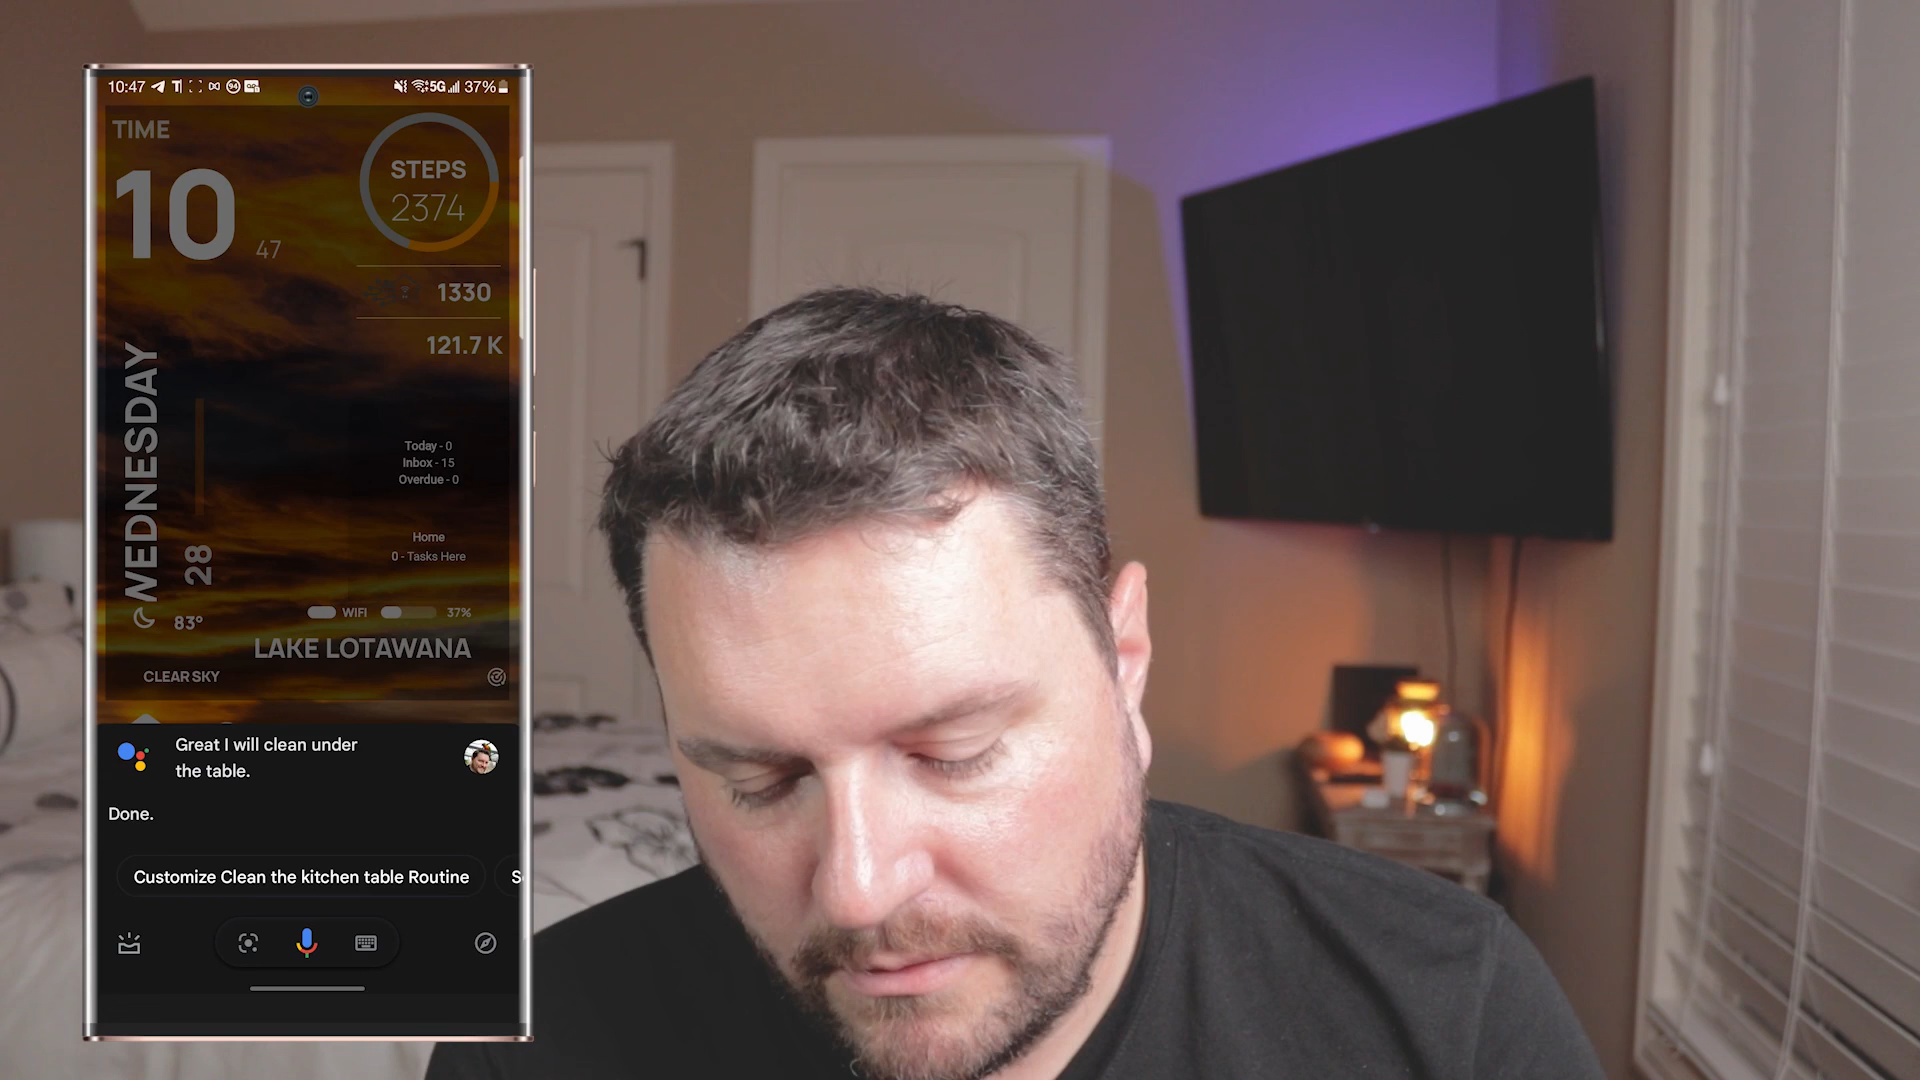 10:47
5G 37%
TIME
10 47
STEPS
2374
1330
121.7 K
WEDNESDAY
28
Today - 0
Inbox - 15
Overdue - 0
Home
0 - Tasks Here
83°
WIFI 37%
LAKE LOTAWANA
CLEAR SKY
Great I will clean under
the table.
Done.
Customize Clean the kitchen table Routine